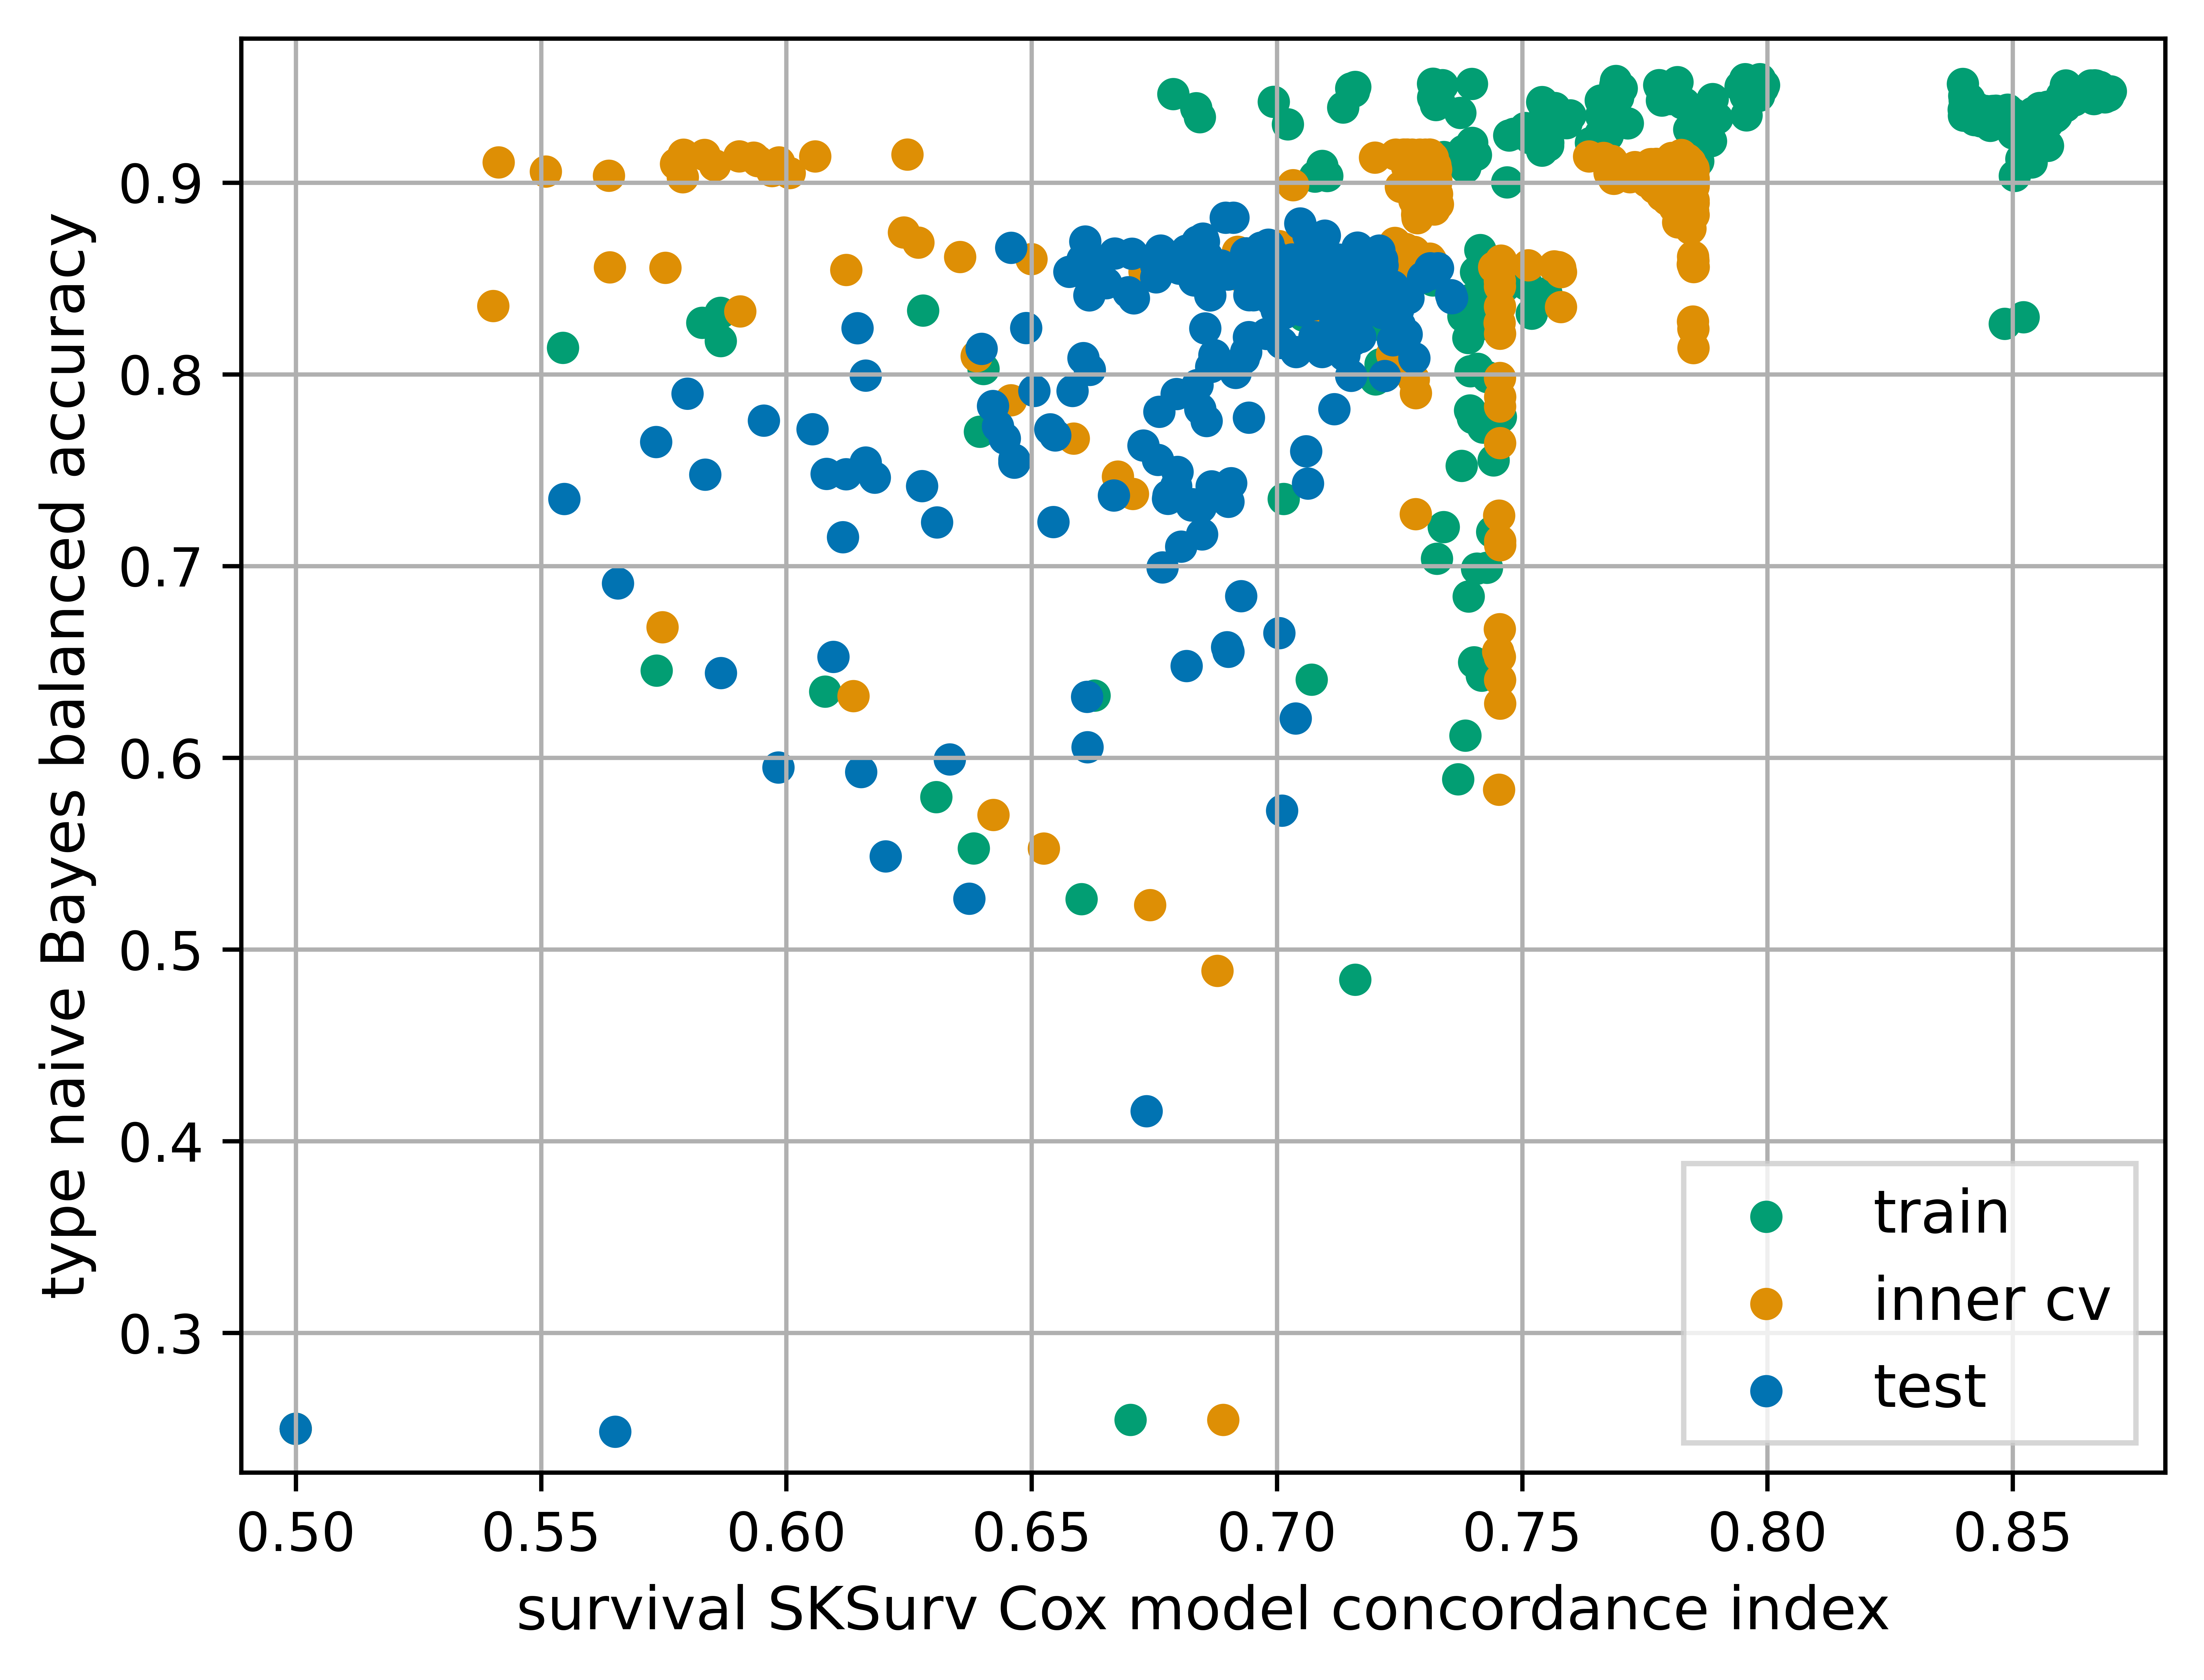 type naive Bayes balanced accuracy
0.9
0.8
0.7
0.6
0.5
0.4
0.3
train
inner cv
test
0.50 0.55 0.60 0.65 0.70 0.75 0.80 0.85
survival SKSurv Cox model concordance index